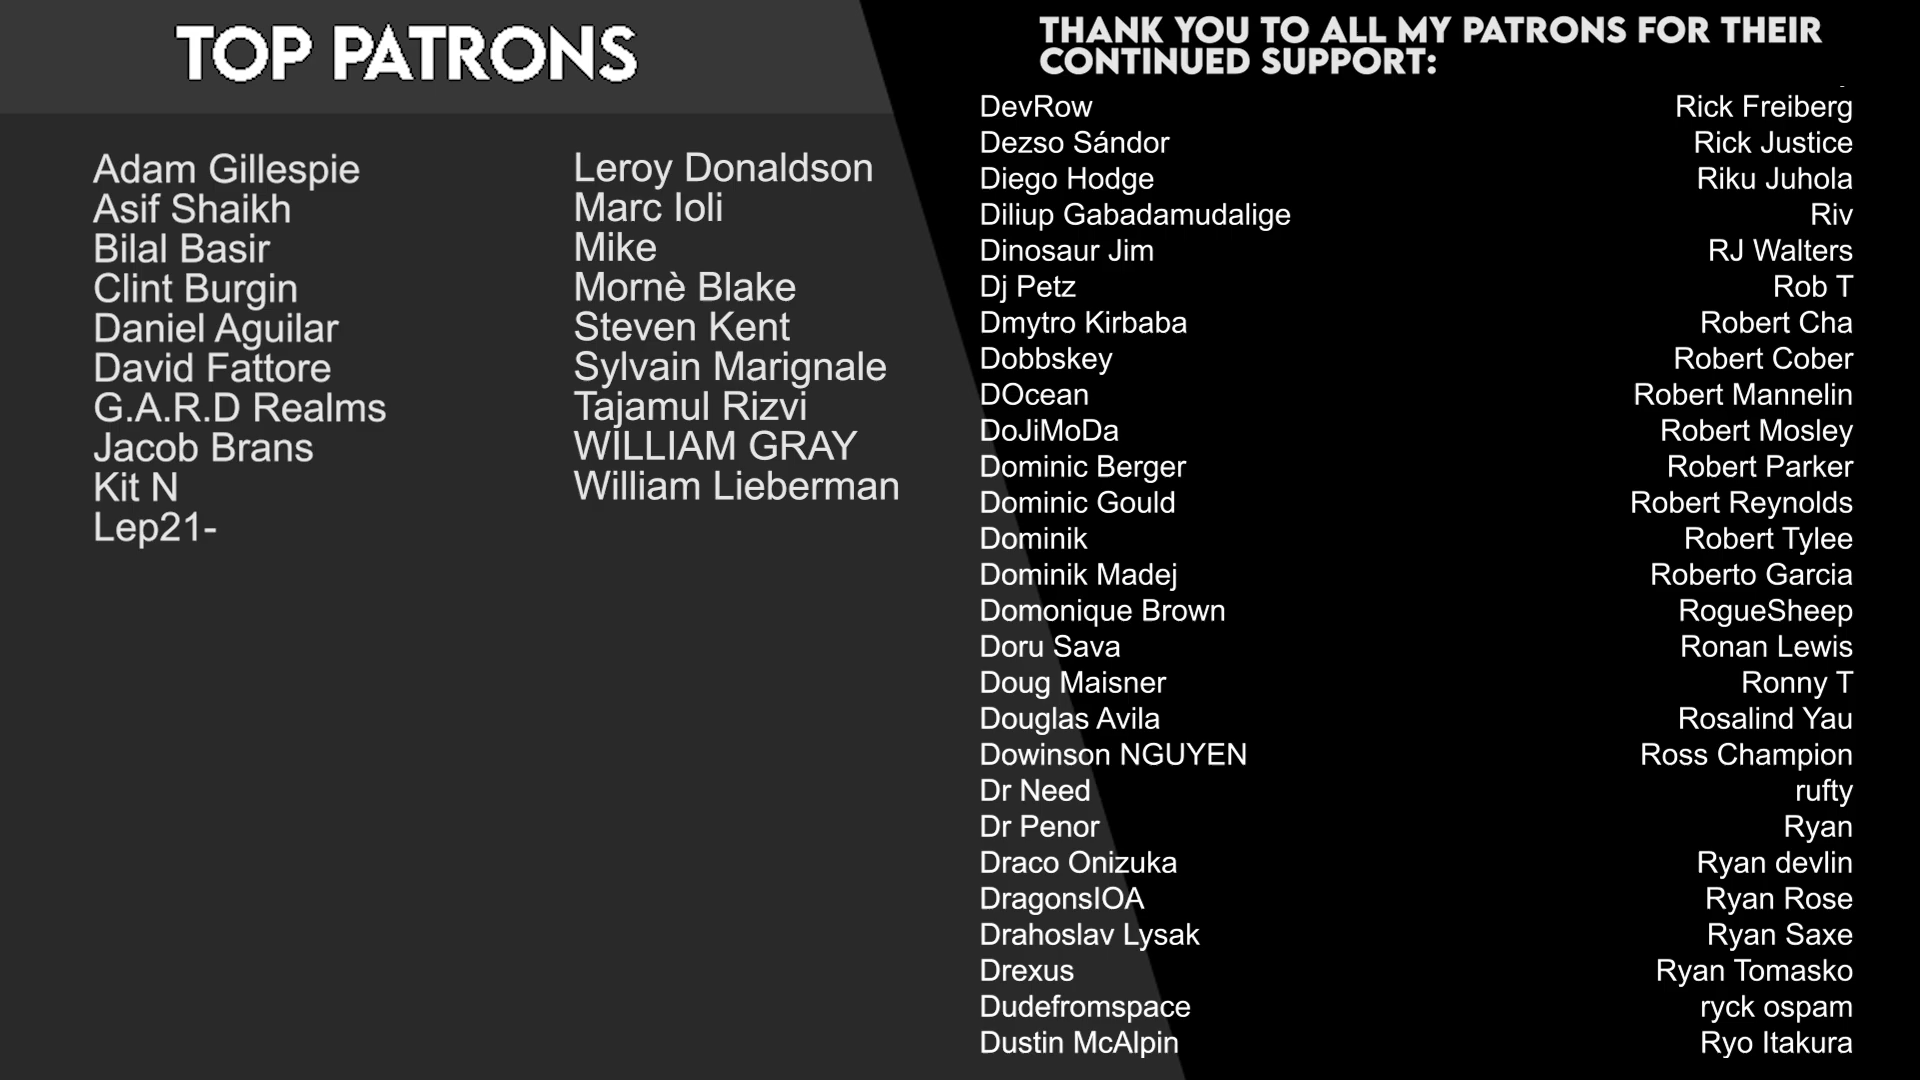 TOP PATRONS
Adam Gillespie
Asif Shaikh
Bilal Basir
Clint Burgin
Daniel Aguilar
David Fattore
G.A.R.D Realms
Jacob Brans
Kit N
Lep21-
Leroy Donaldson
Marc Ioli
Mike
Mornè Blake
Steven Kent
Sylvain Marignale
Tajamul Rizvi
WILLIAM GRAY
William Lieberman
THANK YOU TO ALL MY PATRONS FOR THEIR
CONTINUED SUPPORT:
DevRow
Dezso Sándor
Diego Hodge
Diliup Gabadamudalige
Dinosaur Jim
Dj Petz
Dmytro Kirbaba
Dobbskey
DOcean
DoJiMoDa
Dominic Berger
Dominic Gould
Dominik
Dominik Madej
Domonique Brown
Doru Sava
Doug Maisner
Douglas Avila
Dowinson NGUYEN
Dr Need
Dr Penor
Draco Onizuka
DragonsIOA
Drahoslav Lysak
Drexus
Dudefromspace
Dustin McAlpin
Rick Freiberg
Rick Justice
Riku Juhola
Riv
RJ Walters
Rob T
Robert Cha
Robert Cober
Robert Mannelin
Robert Mosley
Robert Parker
Robert Reynolds
Robert Tylee
Roberto Garcia
RogueSheep
Ronan Lewis
Ronny T
Rosalind Yau
Ross Champion
rufty
Ryan
Ryan devlin
Ryan Rose
Ryan Saxe
Ryan Tomasko
ryck ospam
Ryo Itakura